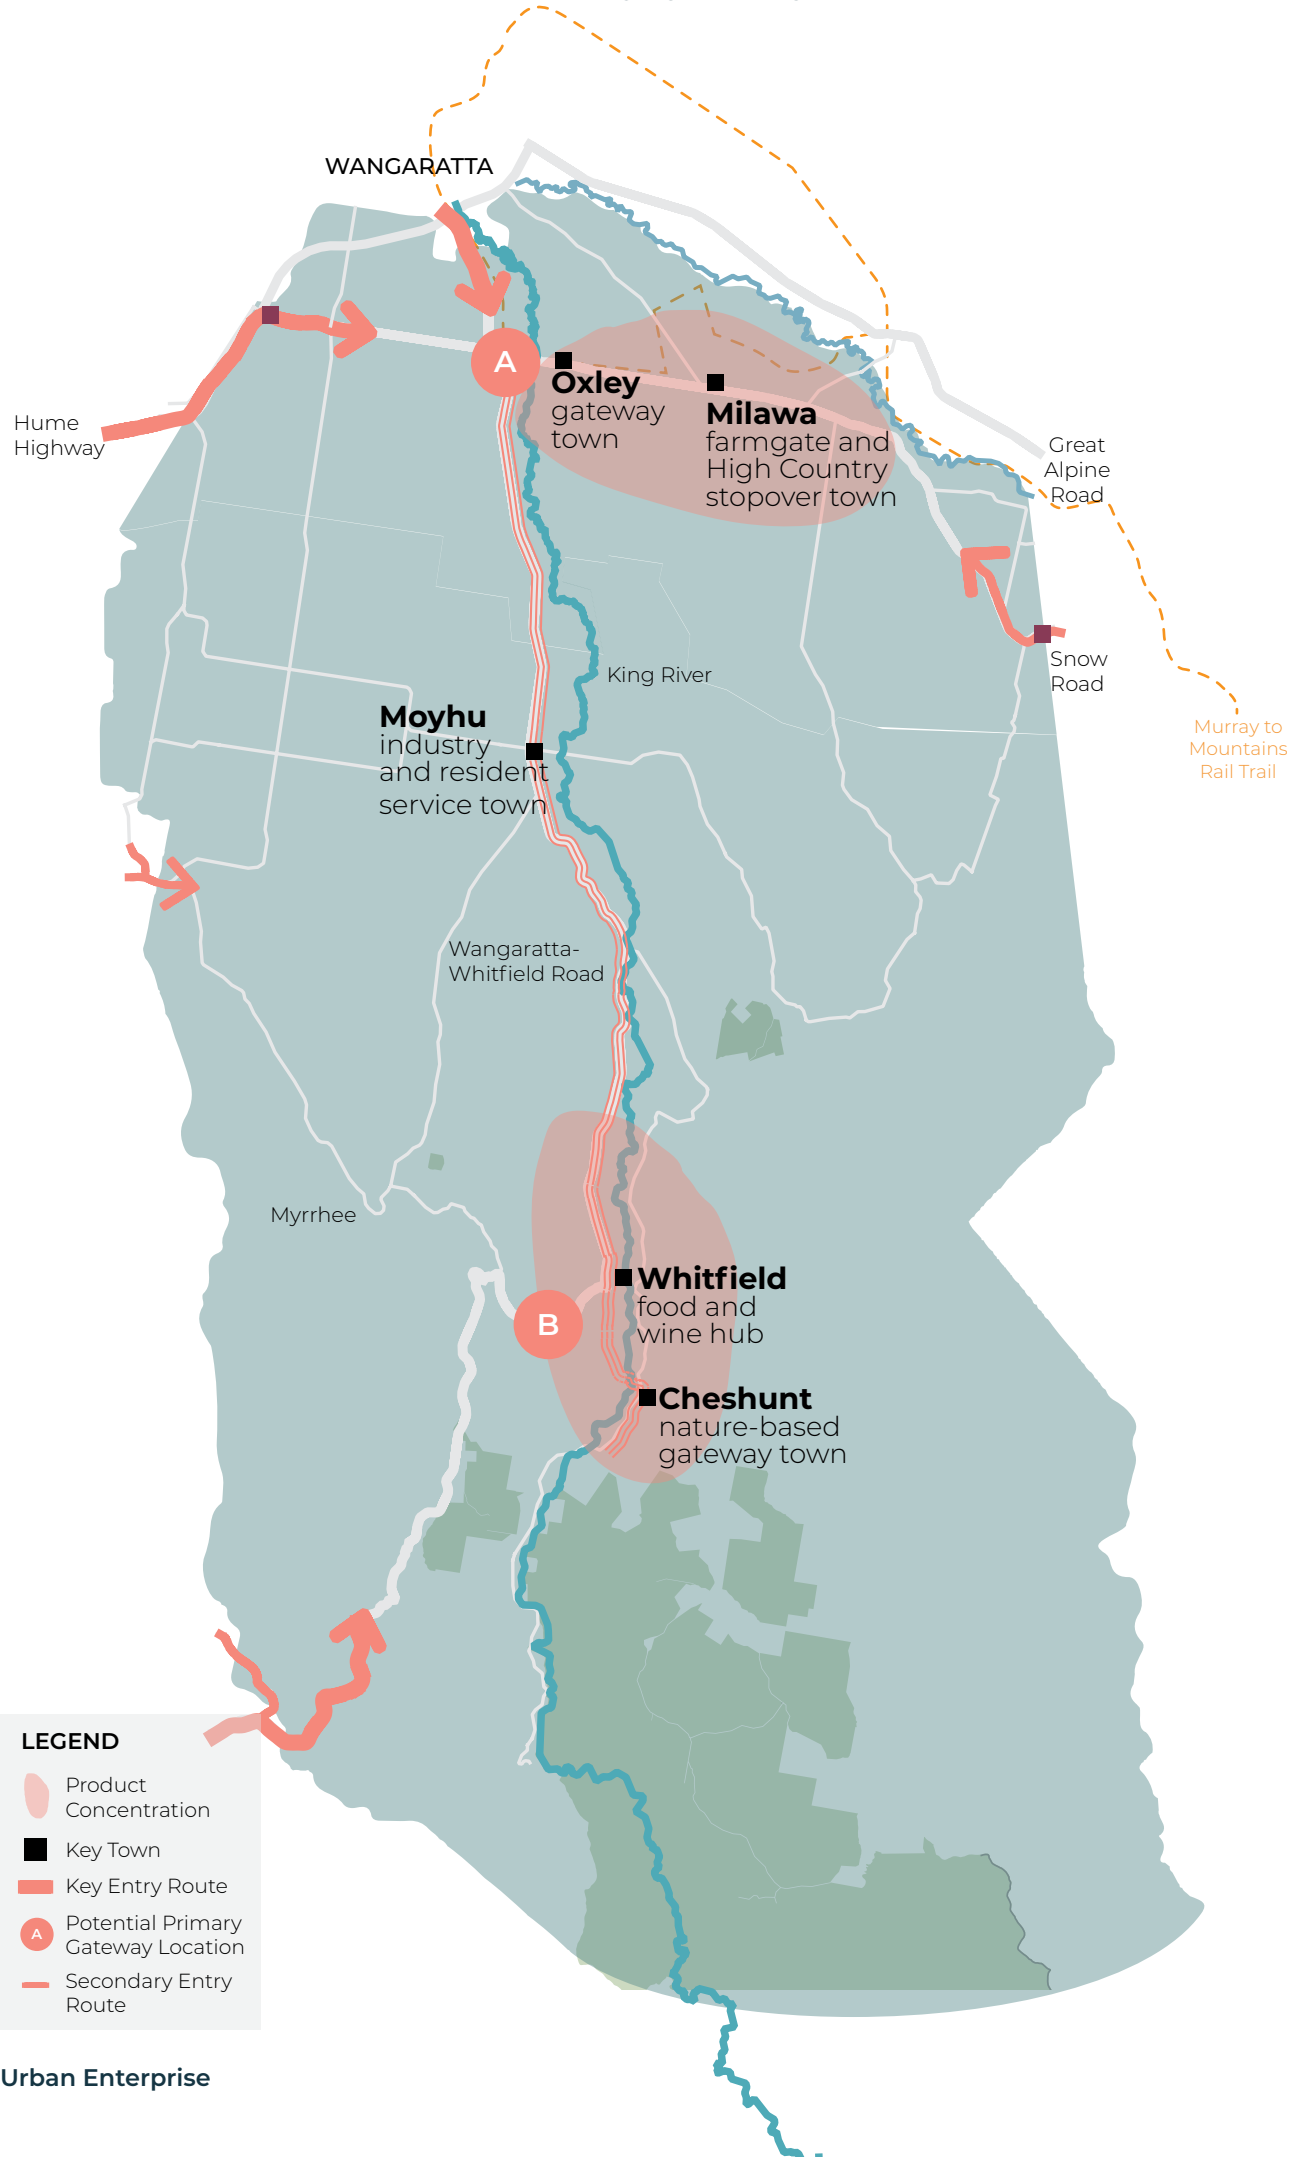 WANGARATTA
A
Oxley
gateway
town
Milawa
farmgate and
High Country
stopover town
Hume
Highway
Great
Alpine
Road
Snow
Road
King River
Murray to
Mountains
Rail Trail
Moyhu
industry
and resident
service town
Wangaratta-
Whitfield Road
Myrrhee
Whitfield
food and
wine hub
B
Cheshunt
nature-based
gateway town
LEGEND
Product
Concentration
Key Town
Key Entry Route
A
Potential Primary
Gateway Location
Secondary Entry
Route
Urban Enterprise